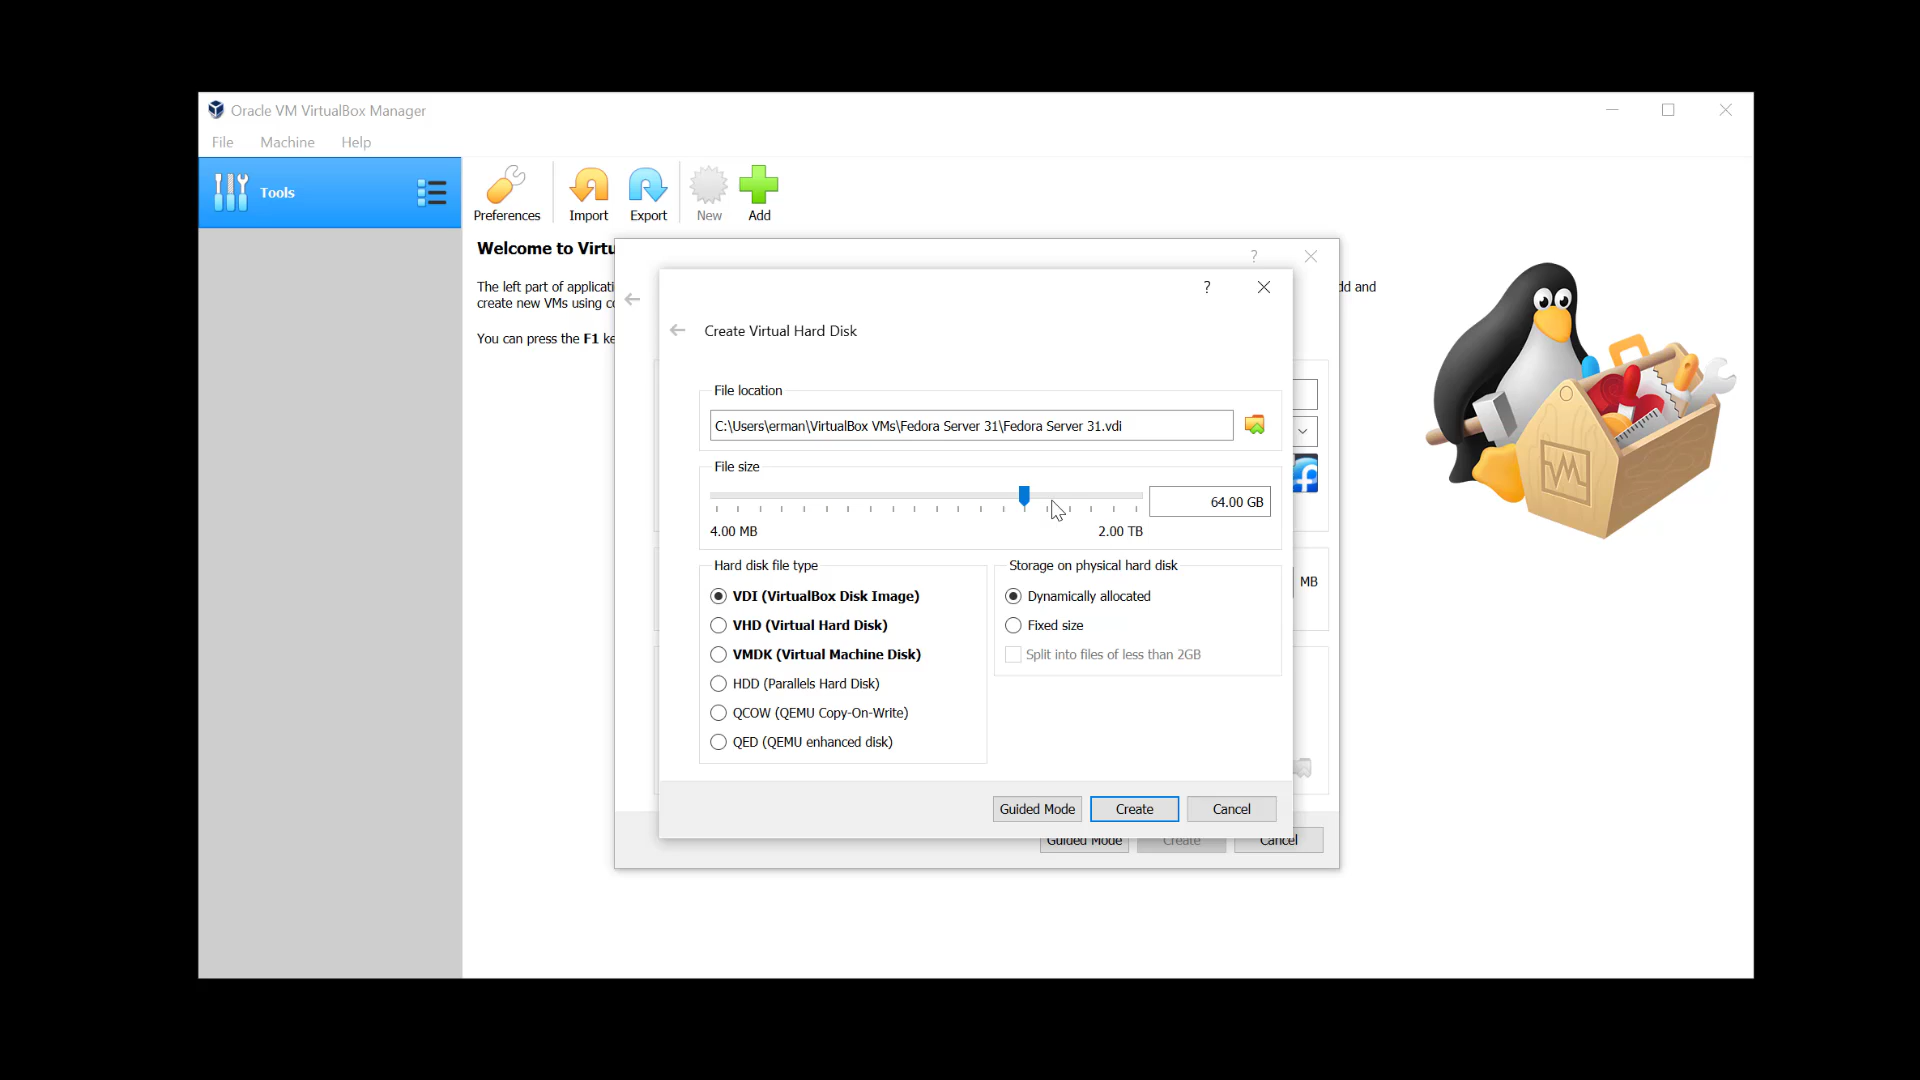 Oracle VM VirtualBox Manager
File Machine Help
Tools
Preferences Import Export New Add
Welcome to Virtu
The left part of applicati
dd and
create new VMs using c
You can press the F1 ke
?
?
Create Virtual Hard Disk
File location
C:\Users\erman\VirtualBox VMs\Fedora Server 31\Fedora Server 31.vdi
File size
64.00 GB
4.00 MB 2.00 TB
Hard disk file type
VDI (VirtualBox Disk Image)
VHD (Virtual Hard Disk)
VMDK (Virtual Machine Disk)
HDD (Parallels Hard Disk)
QCOW (QEMU Copy-On-Write)
QED (QEMU enhanced disk)
Storage on physical hard disk
Dynamically allocated
Fixed size
Split into files of less than 2GB
MB
Guided Mode Create Cancel
Guided Mode Create Cancel